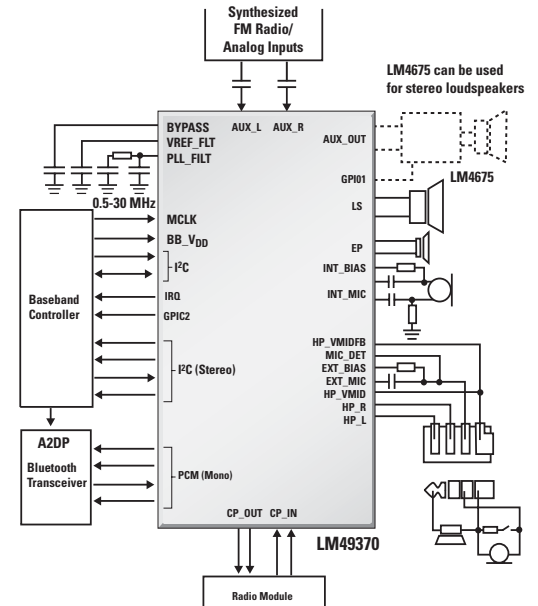 Synthesized
FM Radio/
Analog Inputs
LM4675 can be used
for stereo loudspeakers
BYPASS
AUX_L AUX_R
VREF_FLT
PLL_FILT
AUX_OUT
GPI01
LM4675
0.5-30 MHz
MCLK
LS
BB_VDD
EP
I²C
INT_BIAS
Baseband
Controller
IRQ
INT_MIC
GPIC2
HP_VMIDFB
MIC_DET
I²C (Stereo)
EXT_BIAS
EXT_MIC
HP_VMID
HP_R
HP_L
A2DP
Bluetooth
Transceiver
PCM (Mono)
CP_OUT CP_IN
LM49370
Radio Module